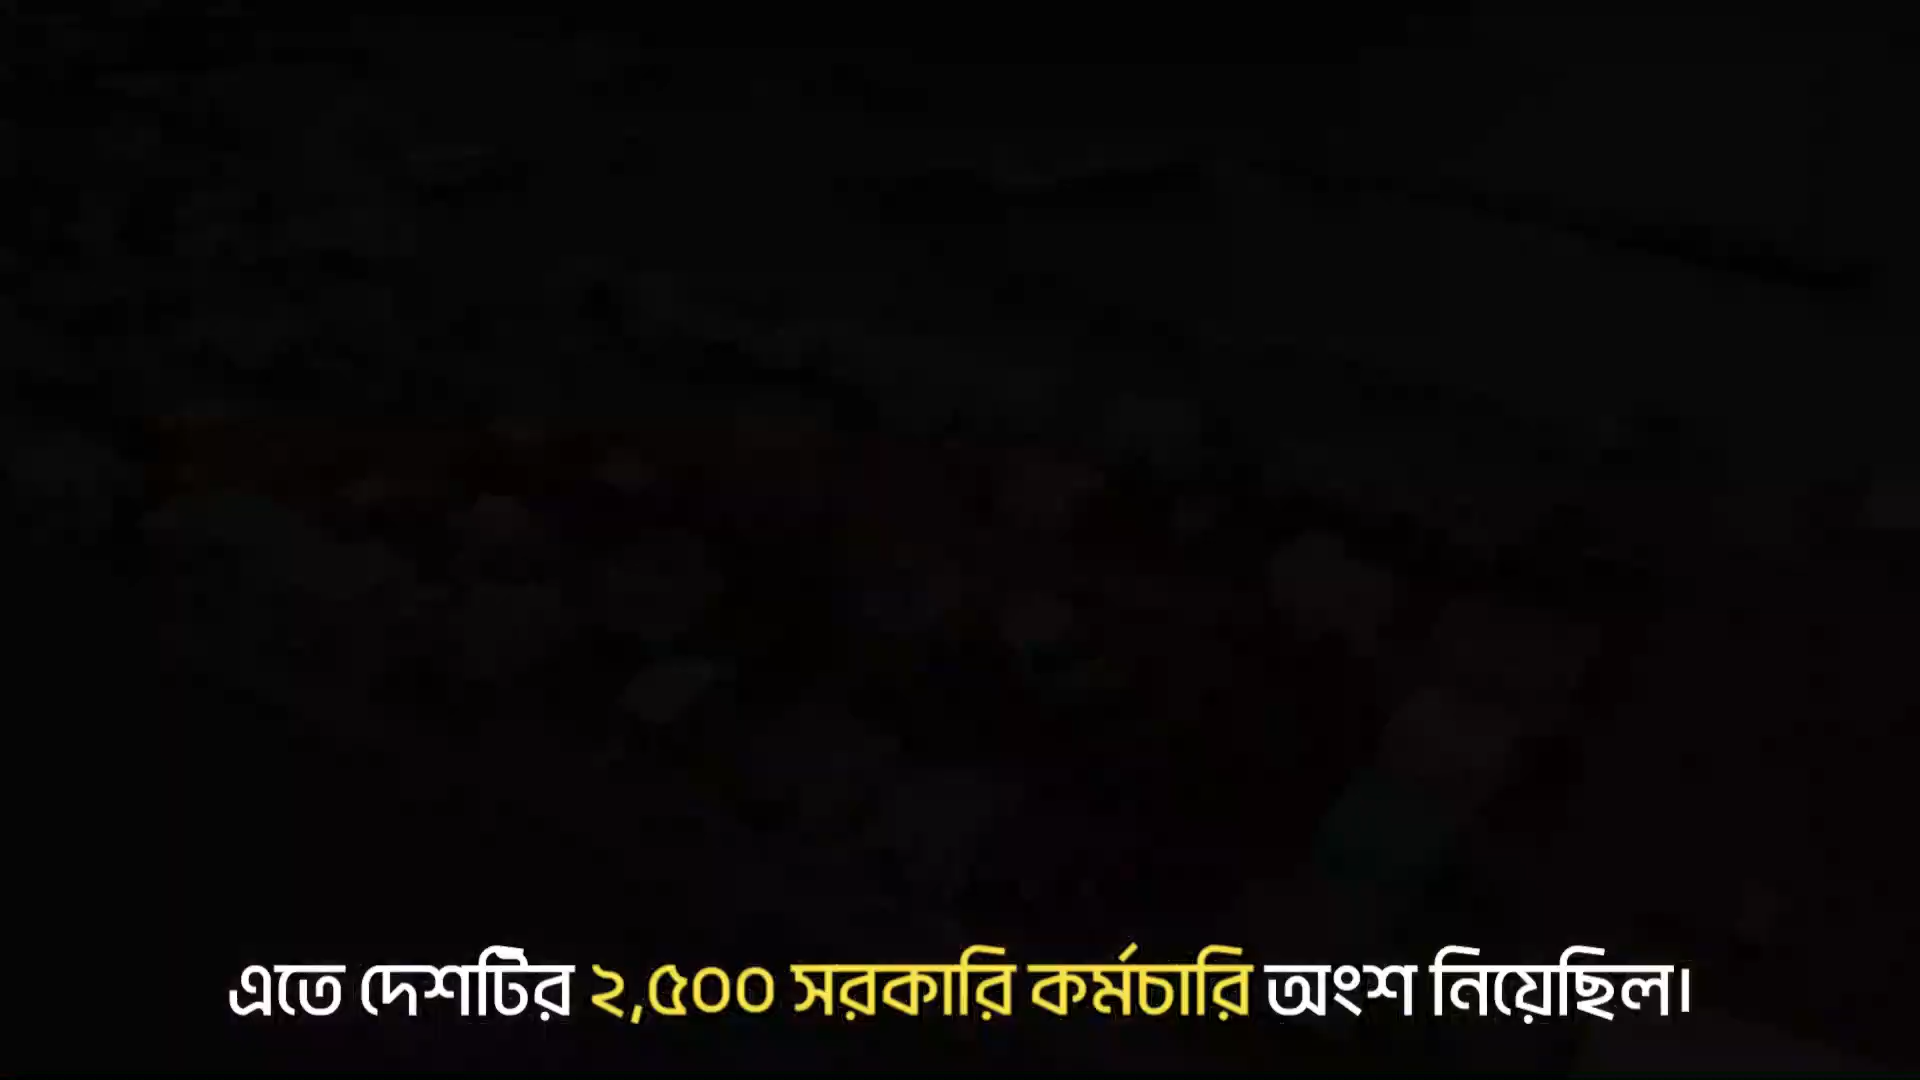 এতে দেশটির ২,৫০০ সরকারি কর্মচারি অংশ নিয়েছিল।